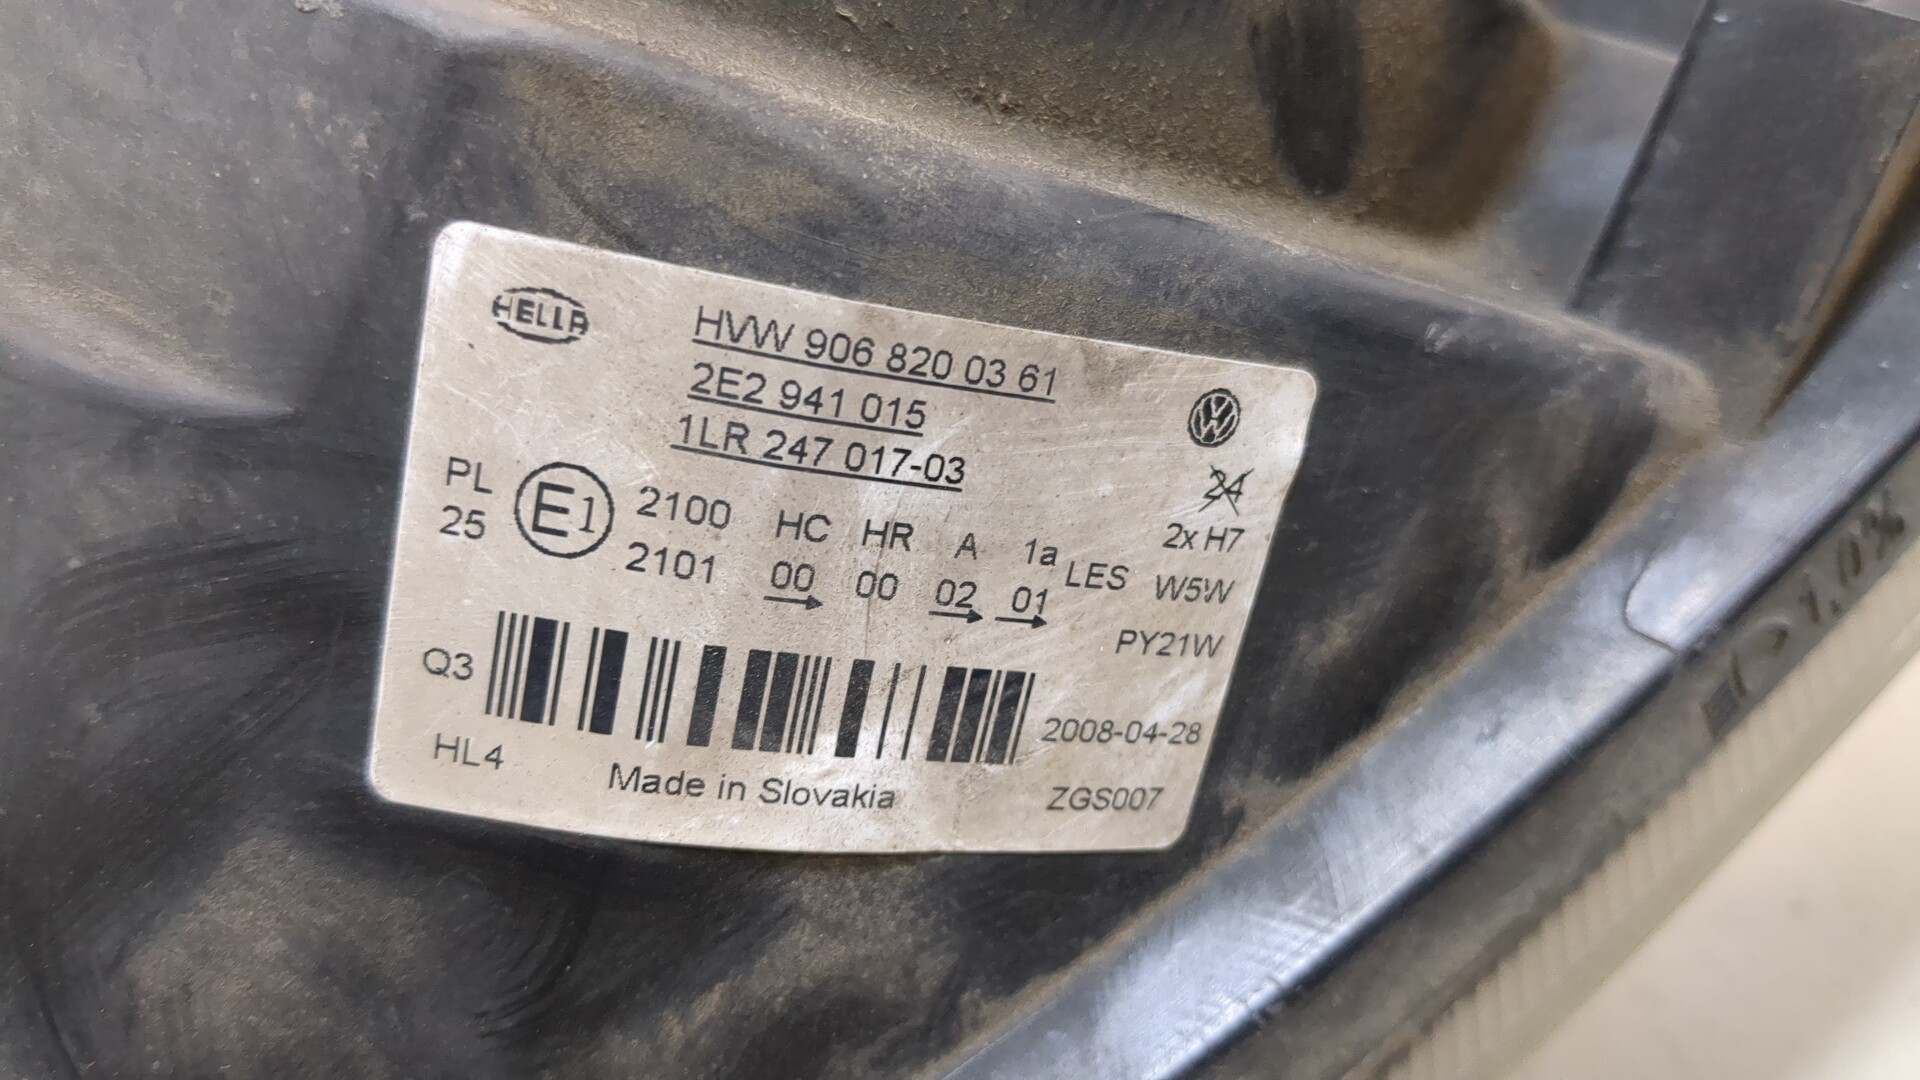 HELLA
HVW 906 820 03 61
2E2 941 015
1LR 247 017-03
24
2x H7
W5W
PY21W
PL
25
E1
2100 HC HR A 1a
2101 00 00 02 01
LES
Q3
HL4
2008-04-28
Made in Slovakia
ZGS007
1,0%